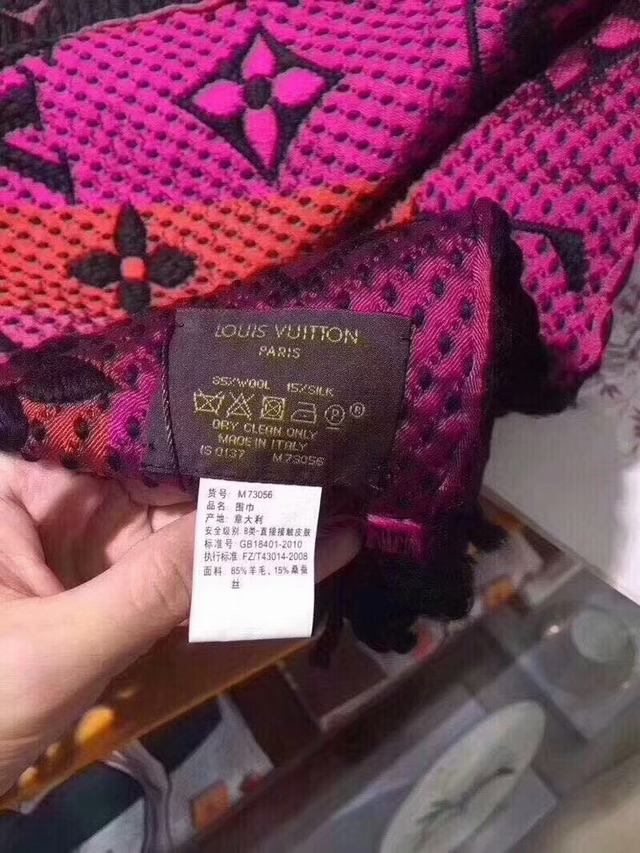 LOUIS VUITTON
PARIS
85%WOOL 15%SILK
P ®
DRY CLEAN ONLY
MADE IN ITALY
IS 0137 M73056
货号: M73056
品名: 围巾
产地: 意大利
安全级别: B类-直接接触皮肤
标准号: GB18401-2010
执行标准: FZ/T43014-2008
面料: 85%羊毛, 15%桑蚕
丝